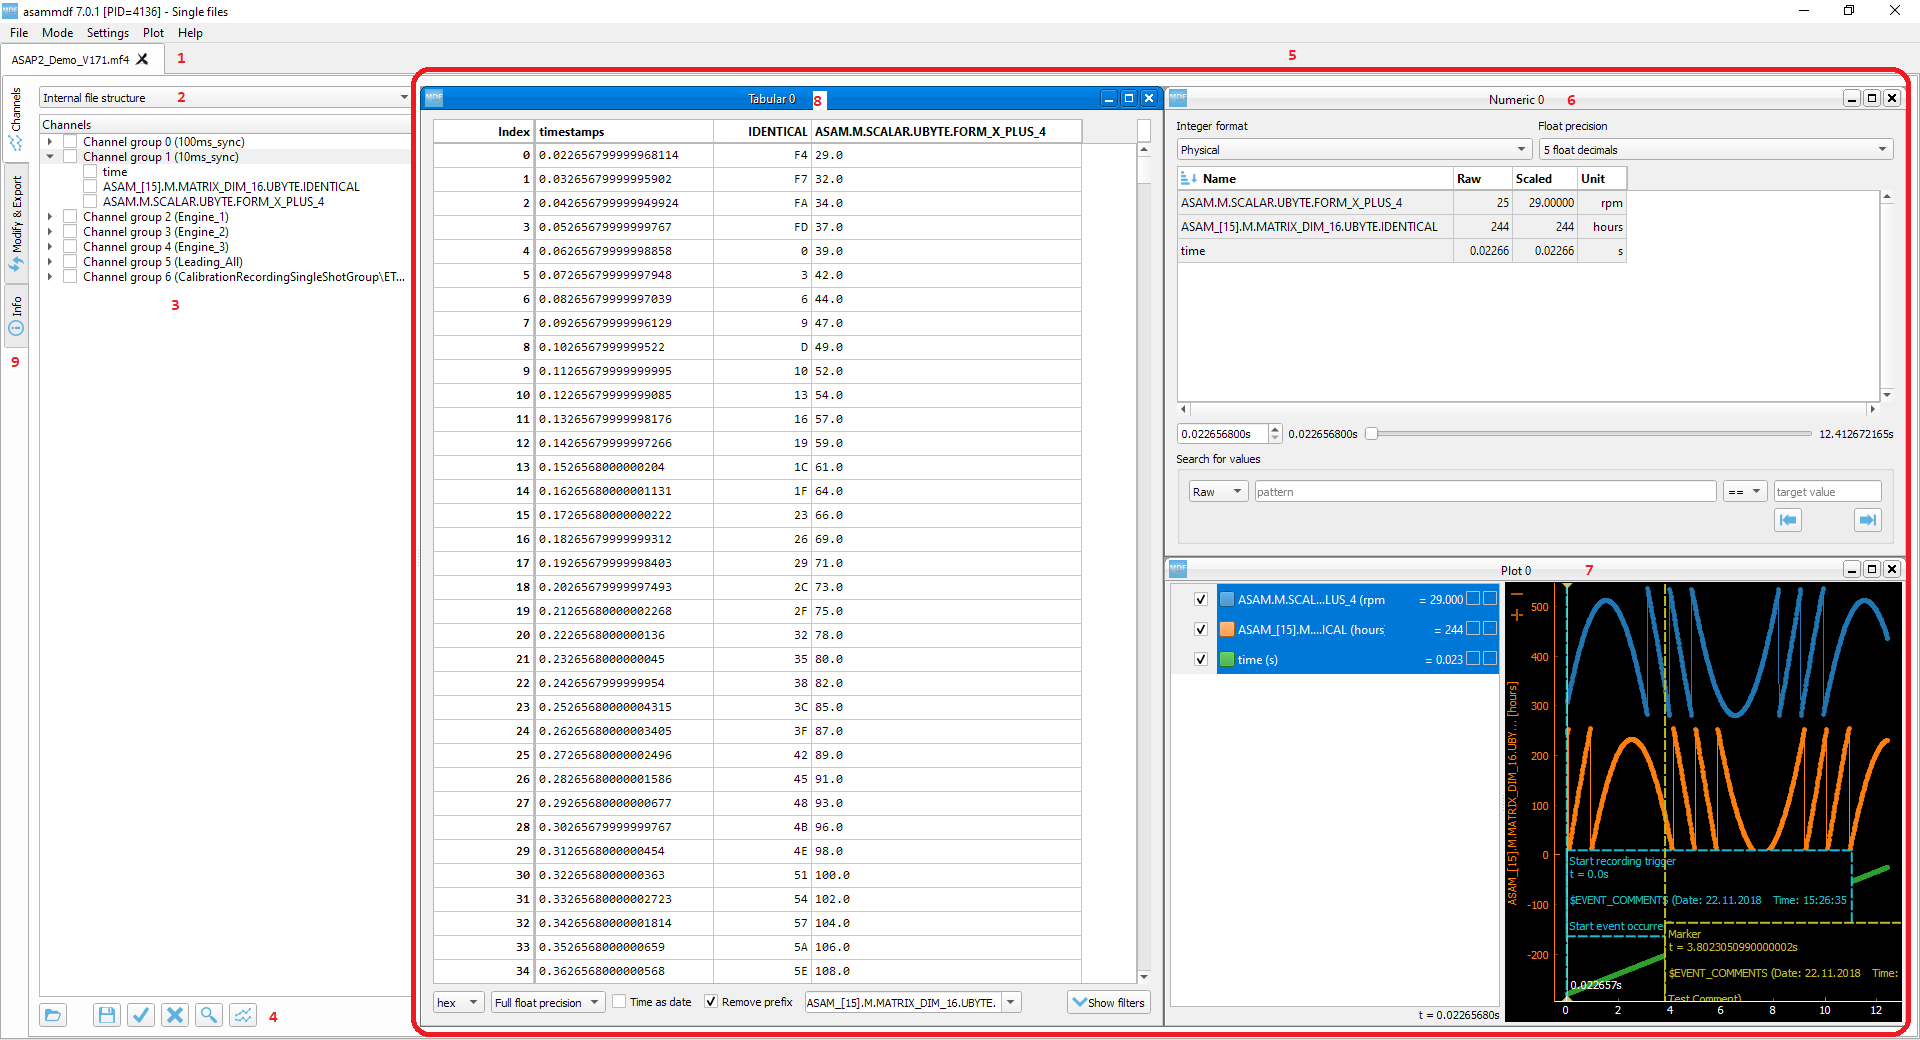 asammdf 7.0.1 [PID=4136] - Single files
File Mode Settings Plot Help
ASAP2_Demo_V171.mf4 1
5
Channels
Modify & Export
Info
9
Internal file structure 2
Channels
Channel group 0 (100ms_sync)
Channel group 1 (10ms_sync)
time
ASAM_[15].M.MATRIX_DIM_16.UBYTE.IDENTICAL
ASAM.M.SCALAR.UBYTE.FORM_X_PLUS_4
Channel group 2 (Engine_1)
Channel group 3 (Engine_2)
Channel group 4 (Engine_3)
Channel group 5 (Leading_All)
Channel group 6 (CalibrationRecordingSingleShotGroup\ET...
3
4
MDF Tabular 0 8
Index timestamps IDENTICAL ASAM.M.SCALAR.UBYTE.FORM_X_PLUS_4
0 0.022656799999968114 F4 29.0
1 0.03265679999995902 F7 32.0
2 0.042656799999949924 FA 34.0
3 0.05265679999999767 FD 37.0
4 0.06265679999998858 0 39.0
5 0.07265679999997948 3 42.0
6 0.08265679999997039 6 44.0
7 0.09265679999996129 9 47.0
8 0.1026567999999522 D 49.0
9 0.11265679999999995 10 52.0
10 0.12265679999999085 13 54.0
11 0.13265679999998176 16 57.0
12 0.14265679999997266 19 59.0
13 0.1526568000000204 1C 61.0
14 0.16265680000001131 1F 64.0
15 0.17265680000000222 23 66.0
16 0.18265679999999312 26 69.0
17 0.19265679999998403 29 71.0
18 0.20265679999997493 2C 73.0
19 0.21265680000002268 2F 75.0
20 0.2226568000000136 32 78.0
21 0.2326568000000045 35 80.0
22 0.2426567999999954 38 82.0
23 0.25265680000004315 3C 85.0
24 0.26265680000003405 3F 87.0
25 0.27265680000002496 42 89.0
26 0.28265680000001586 45 91.0
27 0.29265680000000677 48 93.0
28 0.30265679999999767 4B 96.0
29 0.3126568000000454 4E 98.0
30 0.3226568000000363 51 100.0
31 0.33265680000002723 54 102.0
32 0.34265680000001814 57 104.0
33 0.3526568000000659 5A 106.0
34 0.3626568000000568 5E 108.0
hex Full float precision Time as date Remove prefix ASAM_[15].M.MATRIX_DIM_16.UBYTE. Show filters
MDF Numeric 0 6
Integer format Float precision
Physical 5 float decimals
Name Raw Scaled Unit
ASAM.M.SCALAR.UBYTE.FORM_X_PLUS_4 25 29.00000 rpm
ASAM_[15].M.MATRIX_DIM_16.UBYTE.IDENTICAL 244 244 hours
time 0.02266 0.02266 s
0.022656800s 0.022656800s 12.412672165s
Search for values
Raw pattern == target value
MDF Plot 0 7
ASAM.M.SCAL...LUS_4 (rpm = 29.000
ASAM_[15].M....ICAL (hours = 244
time (s) = 0.023
t = 0.02265680s
ASAM_[15].M.MATRIX_DIM_16.UBY... [hours]
500
400
300
200
100
0
-100
-200
Start recording trigger
t = 0.0s
$EVENT_COMMENTS (Date: 22.11.2018 Time: 15:26:35
Start event occurre
Marker
t = 3.8023050990000002s
$EVENT_COMMENTS (Date: 22.11.2018 Time:
Test Comment)
0.022657s
0 2 4 6 8 10 12